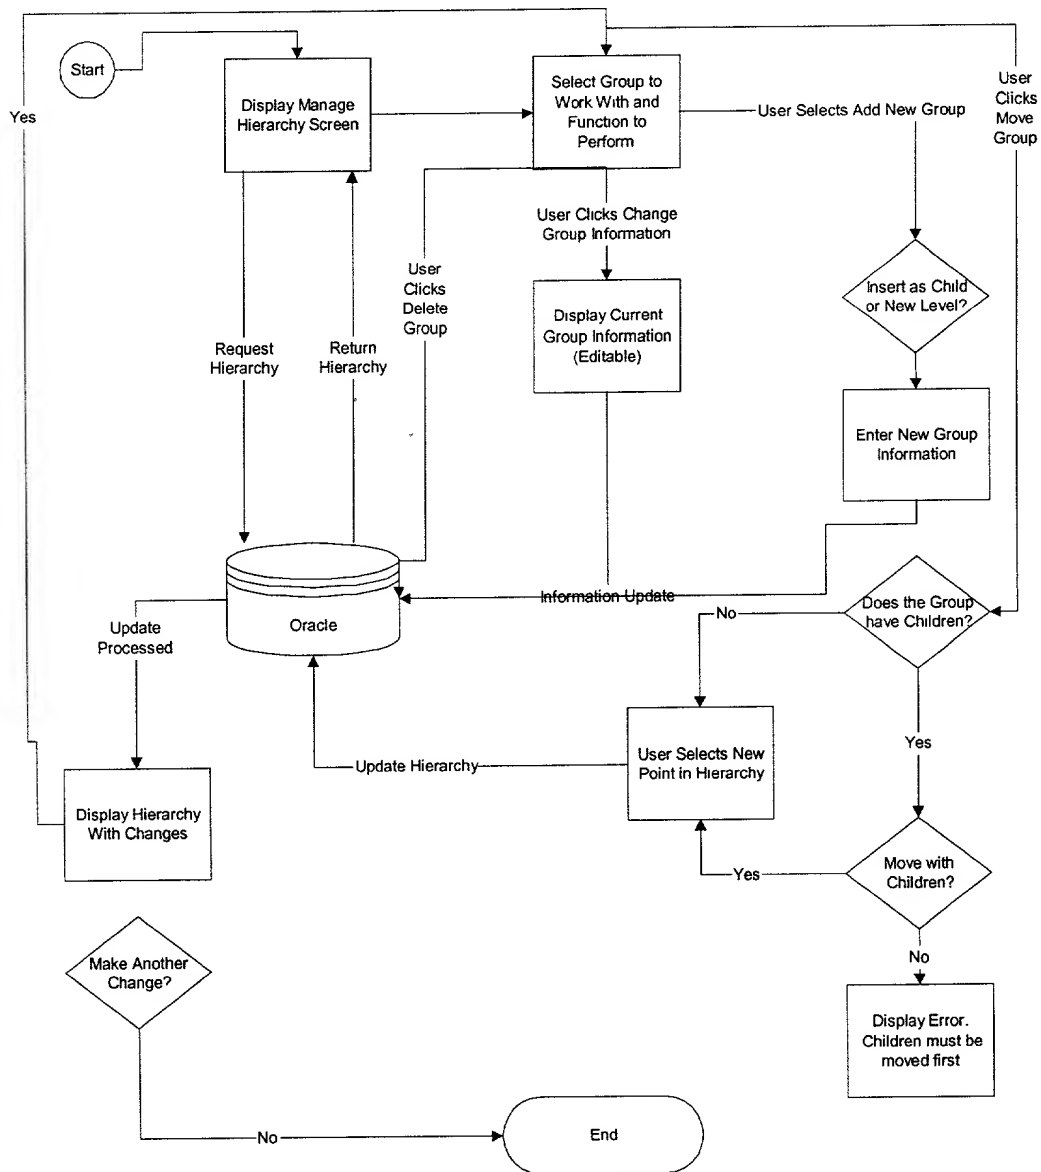 Start
Yes
Display Manage
Hierarchy Screen
Select Group to
Work With and
Function to
Perform
User Selects Add New Group
User
Clicks
Move
Group
User Clicks Change
Group Information
User
Clicks
Delete
Group
Insert as Child
or New Level?
Display Current
Group Information
(Editable)
Request
Hierarchy
Return
Hierarchy
Enter New Group
Information
Information Update
Oracle
Update
Processed
No
Does the Group
have Children?
Yes
Update Hierarchy
User Selects New
Point in Hierarchy
Display Hierarchy
With Changes
Yes
Move with
Children?
No
Make Another
Change?
Display Error.
Children must be
moved first
No
End